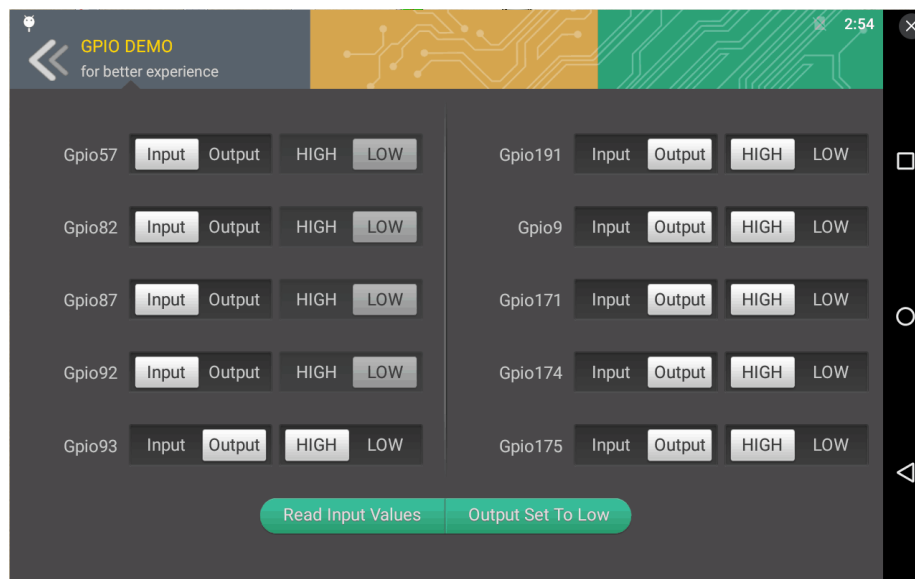 2:54
GPIO DEMO
for better experience
Gpio57 Input Output HIGH LOW
Gpio191 Input Output HIGH LOW
Gpio82 Input Output HIGH LOW
Gpio9 Input Output HIGH LOW
Gpio87 Input Output HIGH LOW
Gpio171 Input Output HIGH LOW
Gpio92 Input Output HIGH LOW
Gpio174 Input Output HIGH LOW
Gpio93 Input Output HIGH LOW
Gpio175 Input Output HIGH LOW
Read Input Values
Output Set To Low